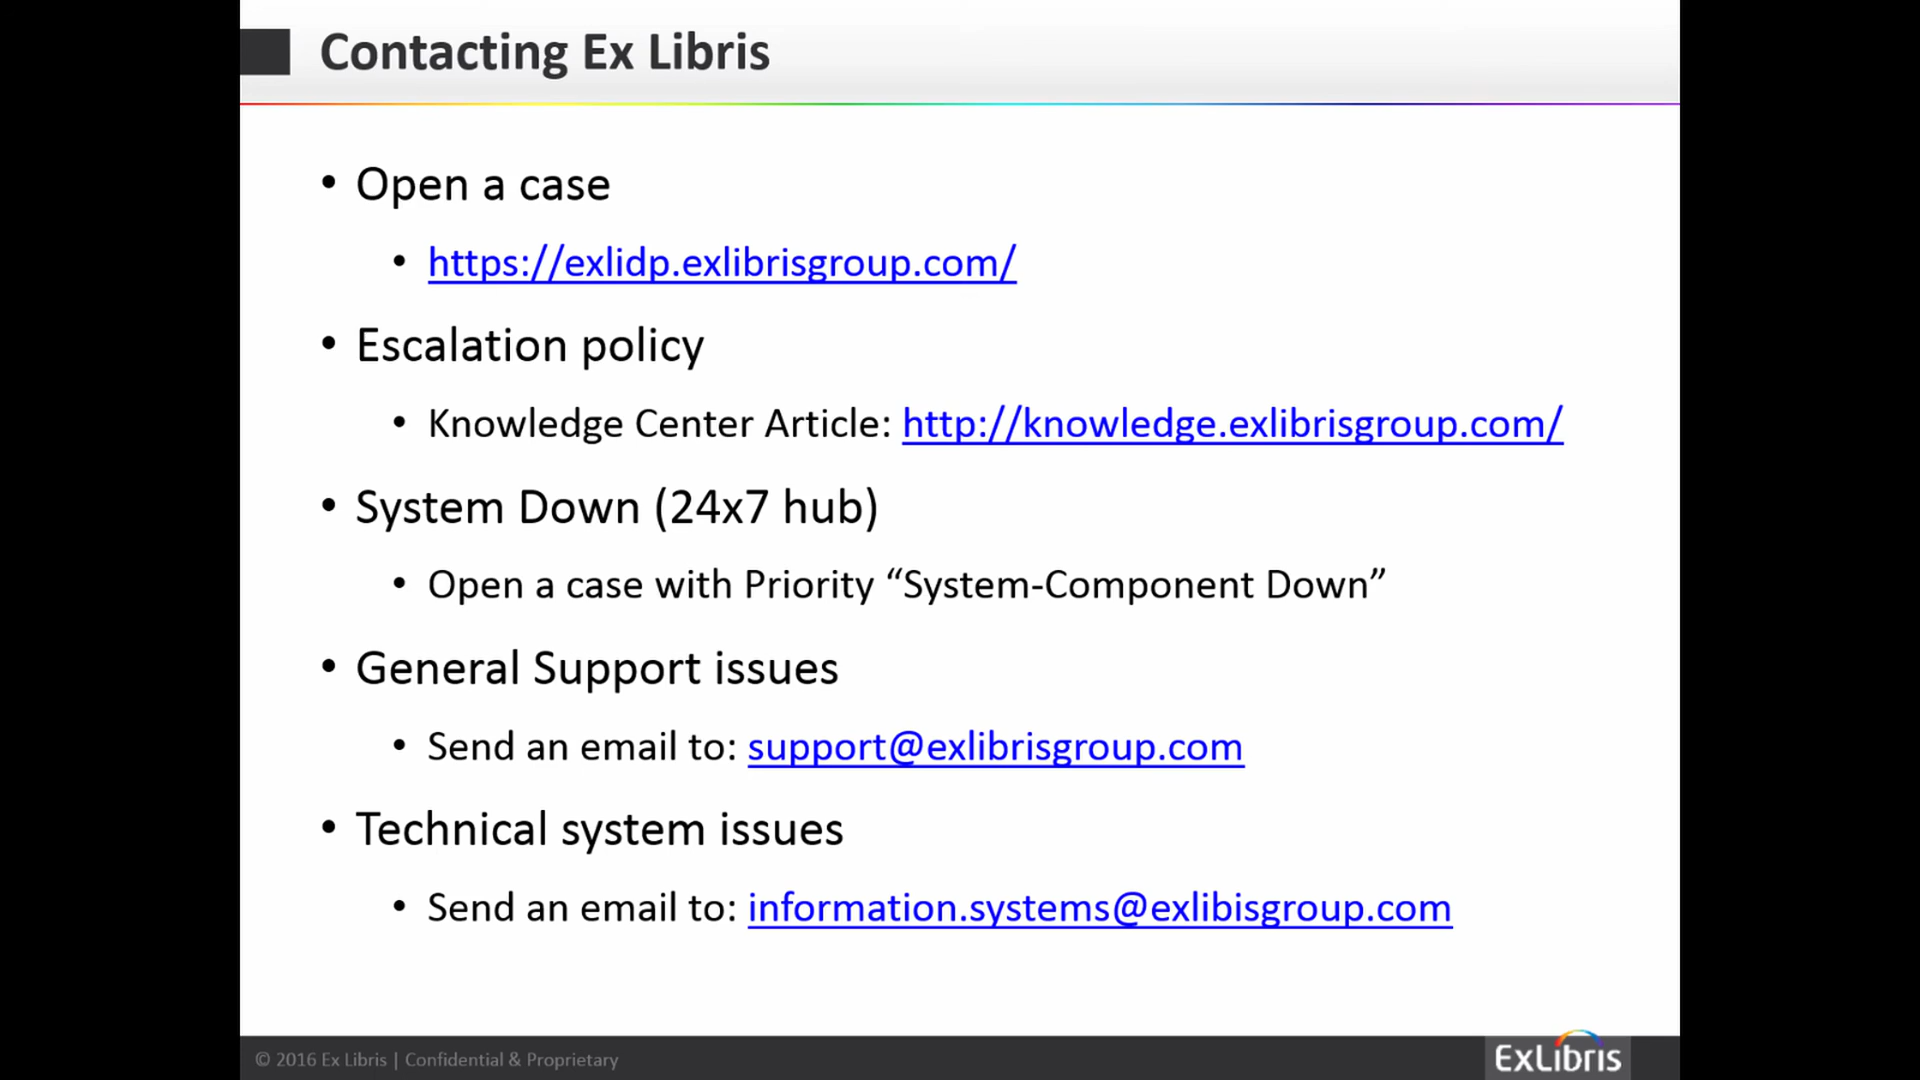 Contacting Ex Libris
• Open a case
• https://exlidp.exlibrisgroup.com/
• Escalation policy
• Knowledge Center Article: http://knowledge.exlibrisgroup.com/
• System Down (24x7 hub)
• Open a case with Priority “System-Component Down”
• General Support issues
• Send an email to: support@exlibrisgroup.com
• Technical system issues
• Send an email to: information.systems@exlibisgroup.com
© 2016 Ex Libris | Confidential & Proprietary
ExLibris